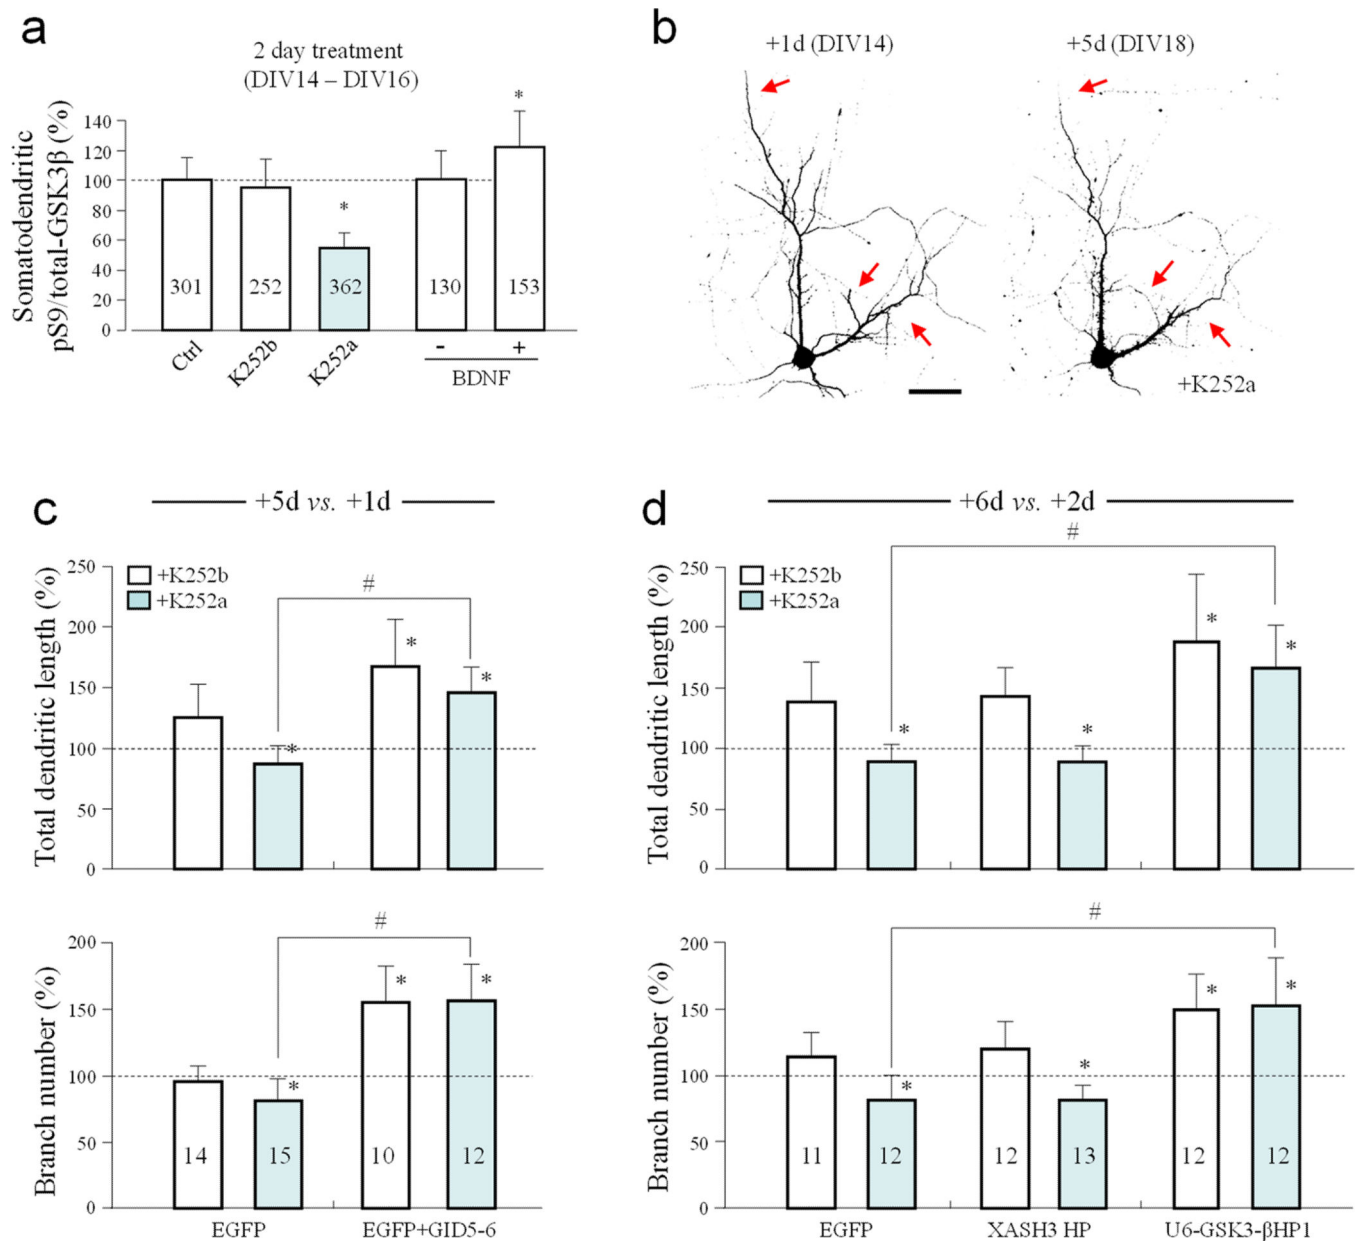 a
2 day treatment
(DIV14 – DIV16)
Somatodendritic
pS9/total-GSK3β (%)
140
120
100
80
60
40
20
0
*
*
301
252
362
130
153
Ctrl
K252b
K252a
- +
BDNF
b
+1d (DIV14)
+5d (DIV18)
+K252a
c
+5d vs. +1d
Total dendritic length (%)
250
200
150
100
50
0
+K252b
+K252a
#
*
*
*
Branch number (%)
200
150
100
50
0
#
*
*
*
14
15
10
12
EGFP
EGFP+GID5-6
d
+6d vs. +2d
#
Total dendritic length (%)
250
200
150
100
50
0
+K252b
+K252a
*
*
*
*
Branch number (%)
200
150
100
50
0
#
*
*
*
*
11
12
12
13
12
12
EGFP
XASH3 HP
U6-GSK3-βHP1